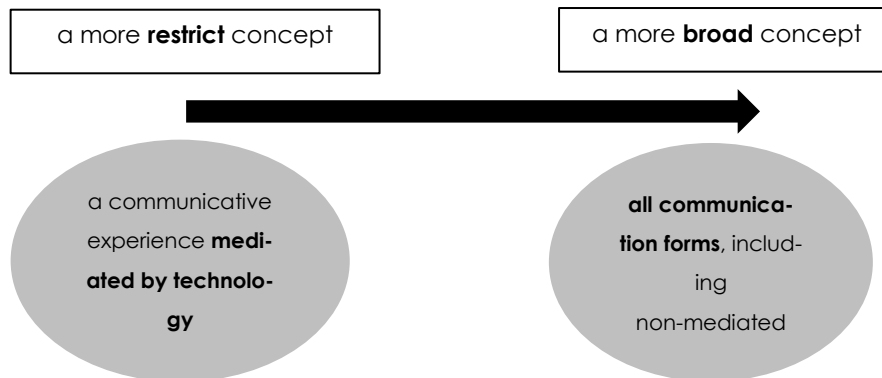 a more restrict concept
a more broad concept
a communicative
experience medi-
ated by technolo-
gy
all communica-
tion forms, includ-
ing
non-mediated